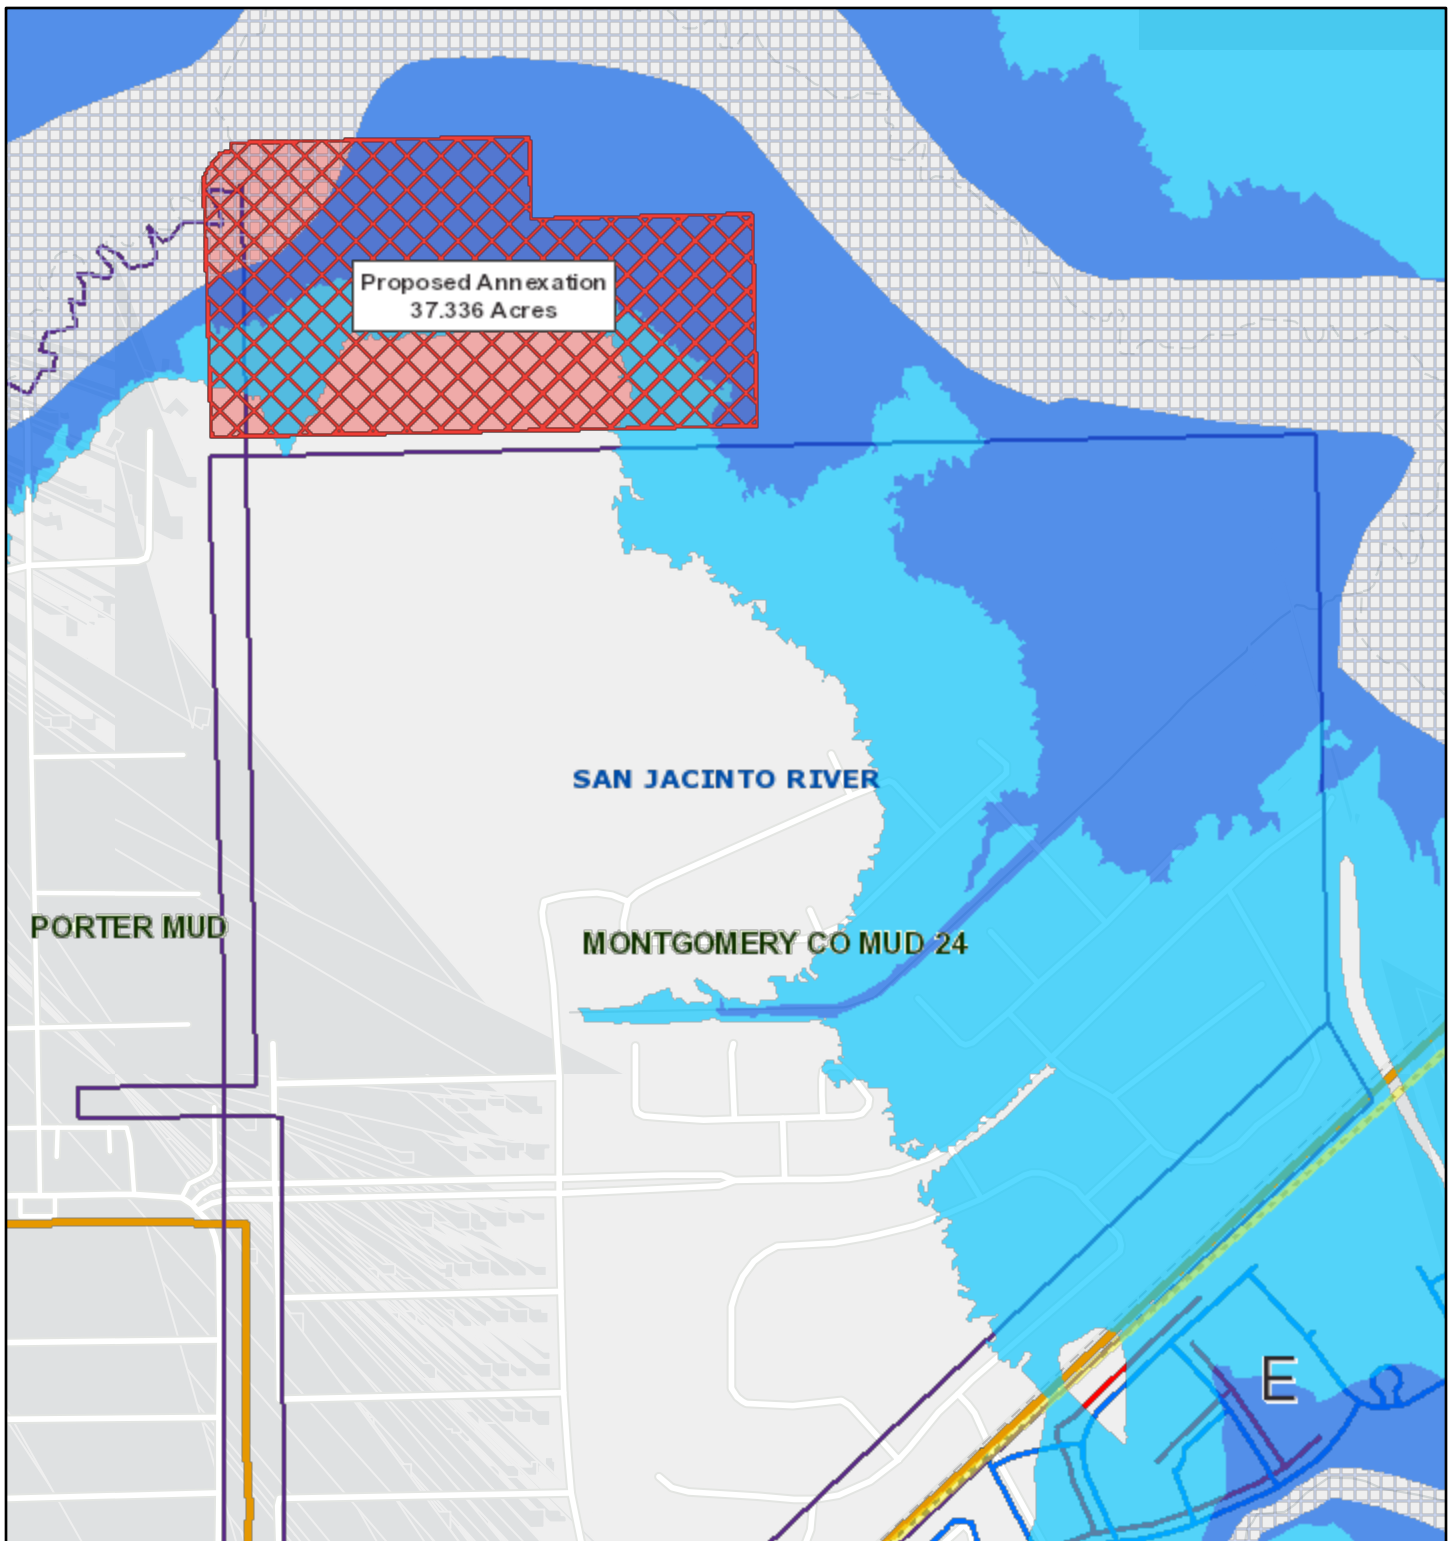 Proposed Annexation
37.336 Acres
SAN JACINTO RIVER
PORTER MUD
MONTGOMERY CO MUD 24
E